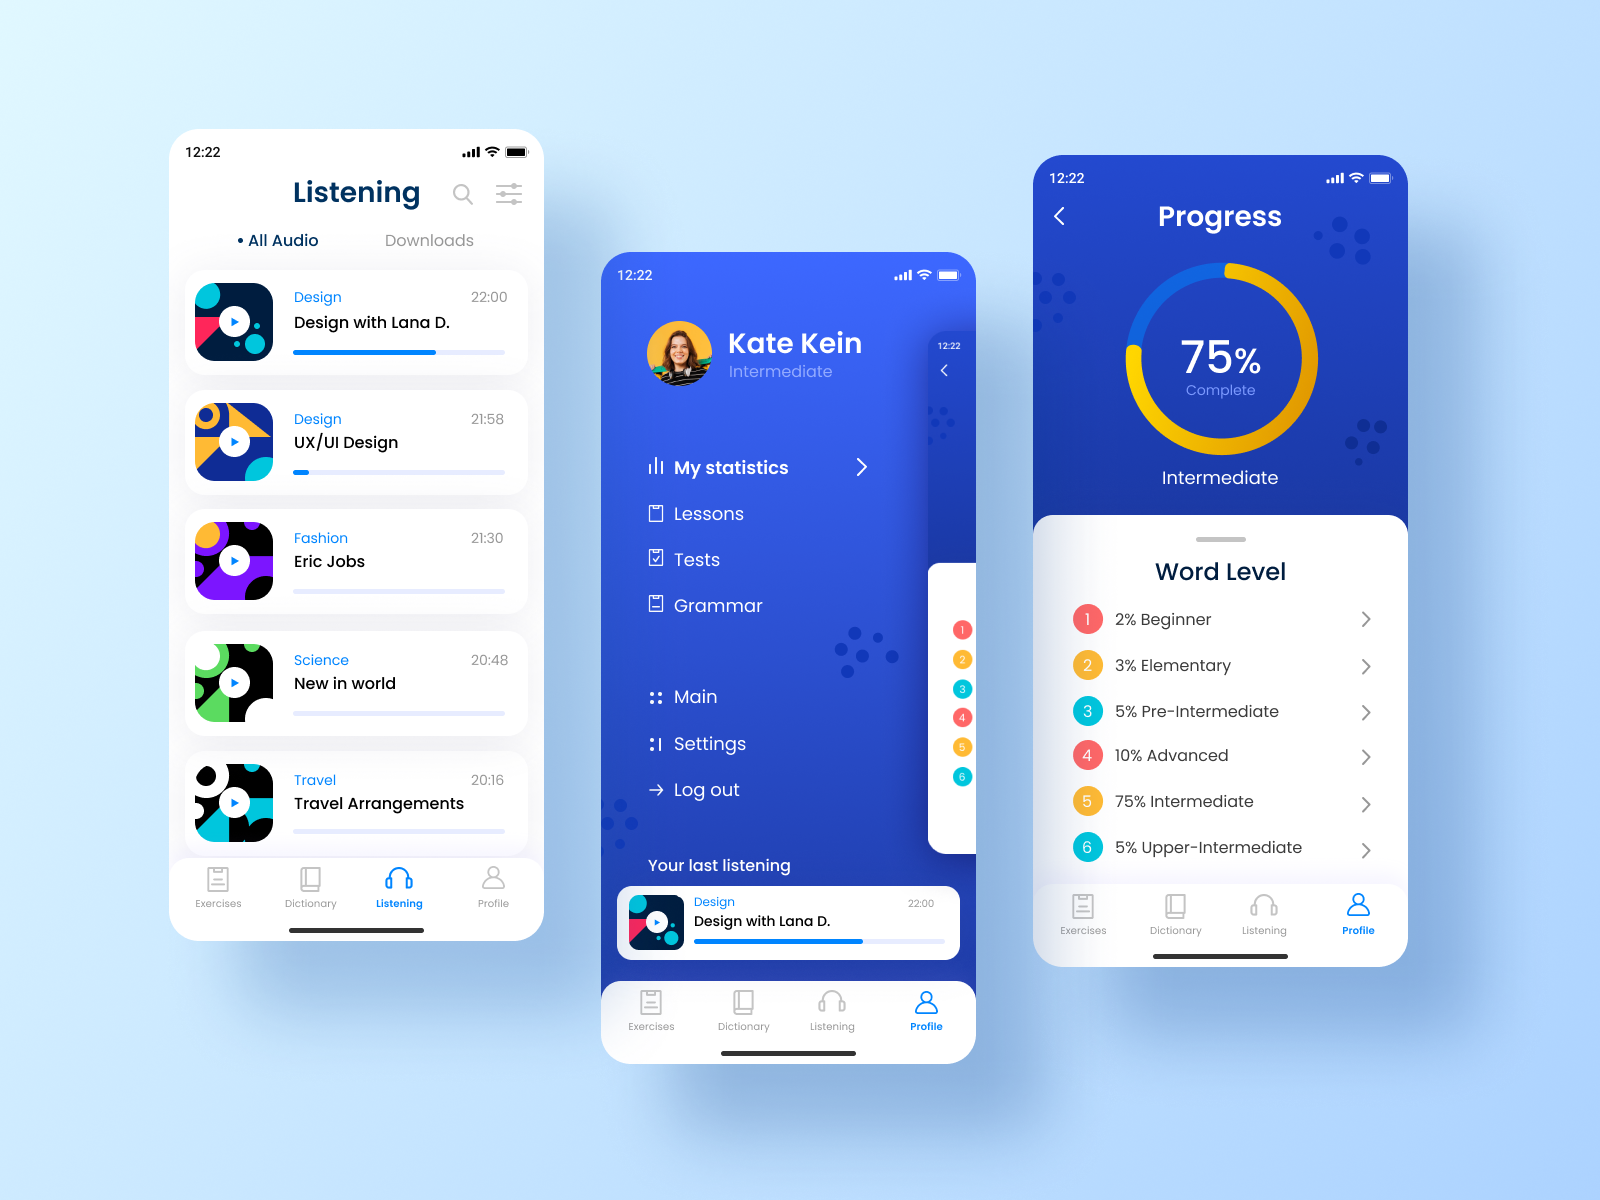 12:22
Listening
• All Audio
Downloads
Design
22:00
Design with Lana D.
Design
21:58
UX/UI Design
Fashion
21:30
Eric Jobs
Science
20:48
New in world
Travel
20:16
Travel Arrangements
Exercises
Dictionary
Listening
Profile
12:22
Kate Kein
Intermediate
My statistics
Lessons
Tests
Grammar
Main
Settings
Log out
12:22
1
2
3
4
5
6
Your last listening
Design
22:00
Design with Lana D.
Exercises
Dictionary
Listening
Profile
12:22
Progress
75%
Complete
Intermediate
Word Level
1 2% Beginner
2 3% Elementary
3 5% Pre-Intermediate
4 10% Advanced
5 75% Intermediate
6 5% Upper-Intermediate
Exercises
Dictionary
Listening
Profile